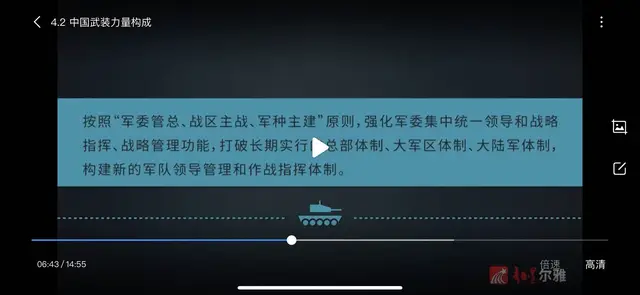 4.2 中国武装力量构成
按照“军委管总、战区主战、军种主建”原则，强化军委集中统一领导和战略
指挥、战略管理功能，打破长期实行 总部体制、大军区体制、大陆军体制，
构建新的军队领导管理和作战指挥体制。
06:43 / 14:55
倍速
高清
尔雅